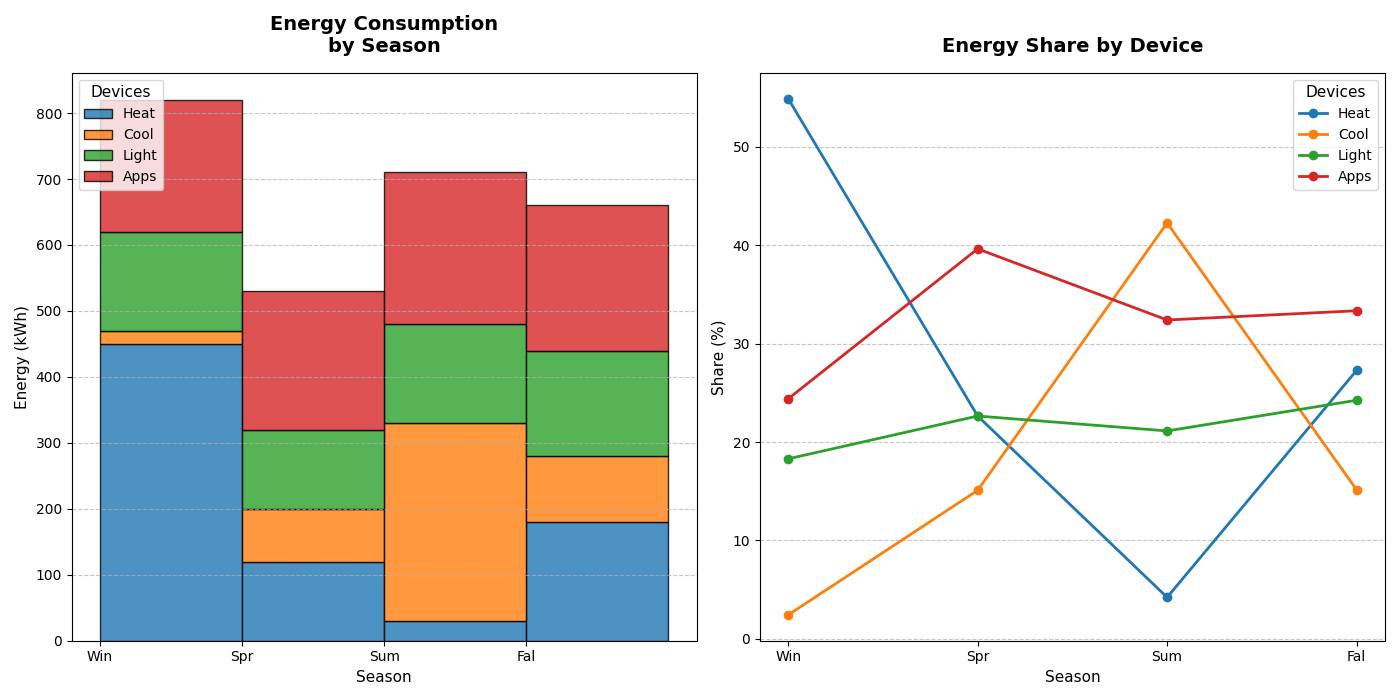 Energy Consumption
by Season
Energy (kWh)
800
700
600
500
400
300
200
100
0
Devices
Heat
Cool
Light
Apps
Win Spr Sum Fal
Season
Energy Share by Device
Share (%)
50
40
30
20
10
0
Devices
Heat
Cool
Light
Apps
Win Spr Sum Fal
Season